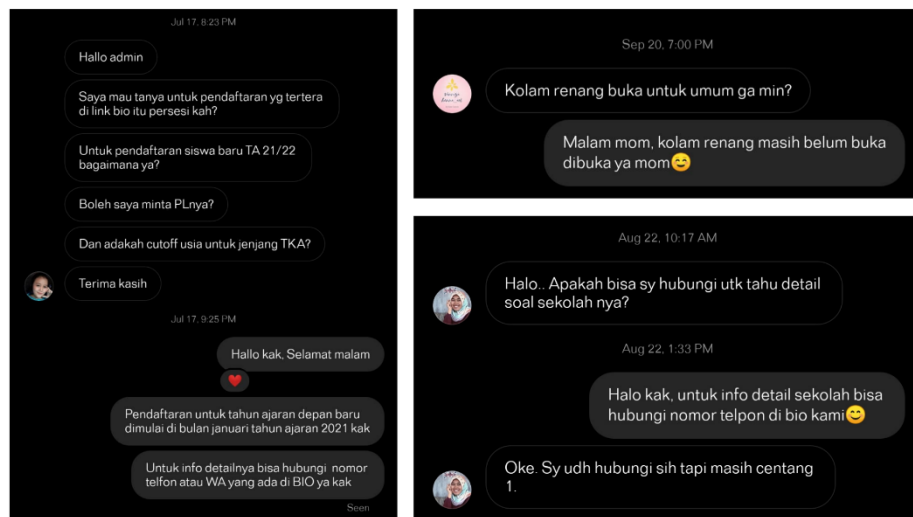 Jul 17, 8:23 PM
Hallo admin
Saya mau tanya untuk pendaftaran yg tertera
di link bio itu persesi kah?
Untuk pendaftaran siswa baru TA 21/22
bagaimana ya?
Boleh saya minta PLnya?
Dan adakah cutoff usia untuk jenjang TKA?
Terima kasih
Jul 17, 9:25 PM
Hallo kak, Selamat malam
Pendaftaran untuk tahun ajaran depan baru
dimulai di bulan januari tahun ajaran 2021 kak
Untuk info detailnya bisa hubungi nomor
telfon atau WA yang ada di BIO ya kak
Seen
Sep 20, 7:00 PM
Kolam renang buka untuk umum ga min?
Malam mom, kolam renang masih belum buka
dibuka ya mom😊
Aug 22, 10:17 AM
Halo.. Apakah bisa sy hubungi utk tahu detail
soal sekolah nya?
Aug 22, 1:33 PM
Halo kak, untuk info detail sekolah bisa
hubungi nomor telpon di bio kami😊
Oke. Sy udh hubungi sih tapi masih centang
1.